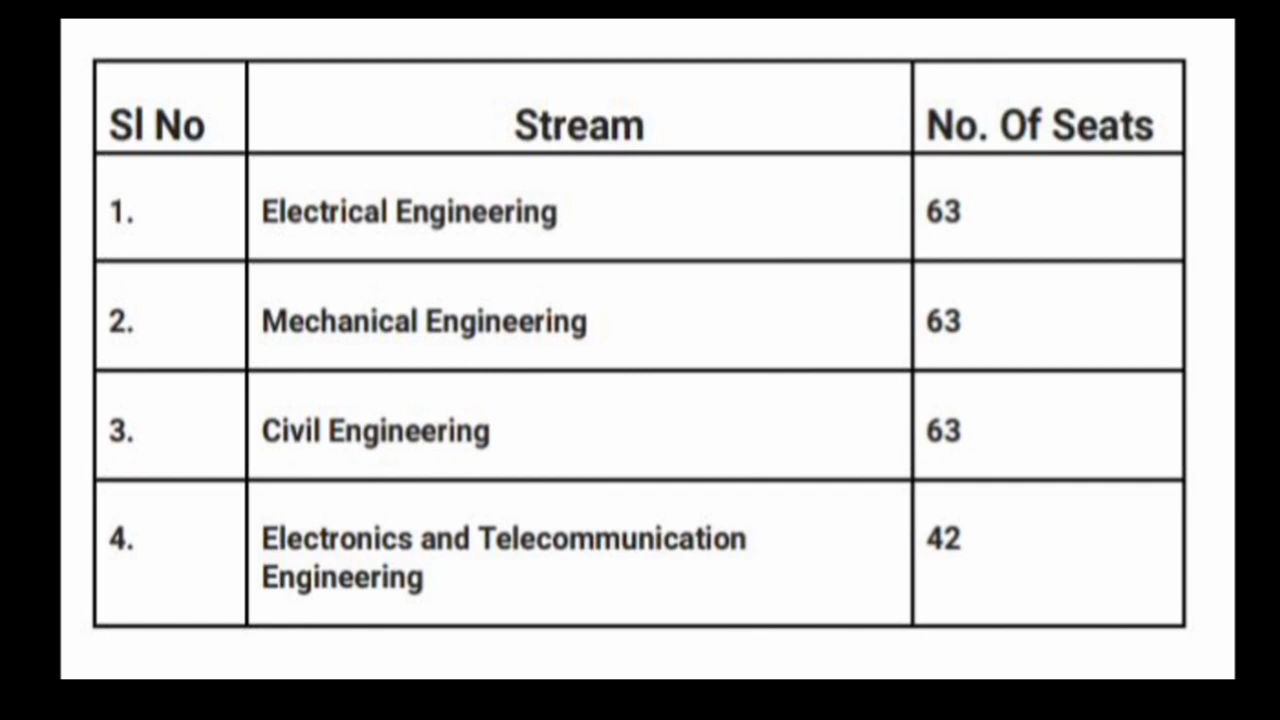 Sl No Stream No. Of Seats
1. Electrical Engineering 63
2. Mechanical Engineering 63
3. Civil Engineering 63
4. Electronics and Telecommunication 42
Engineering